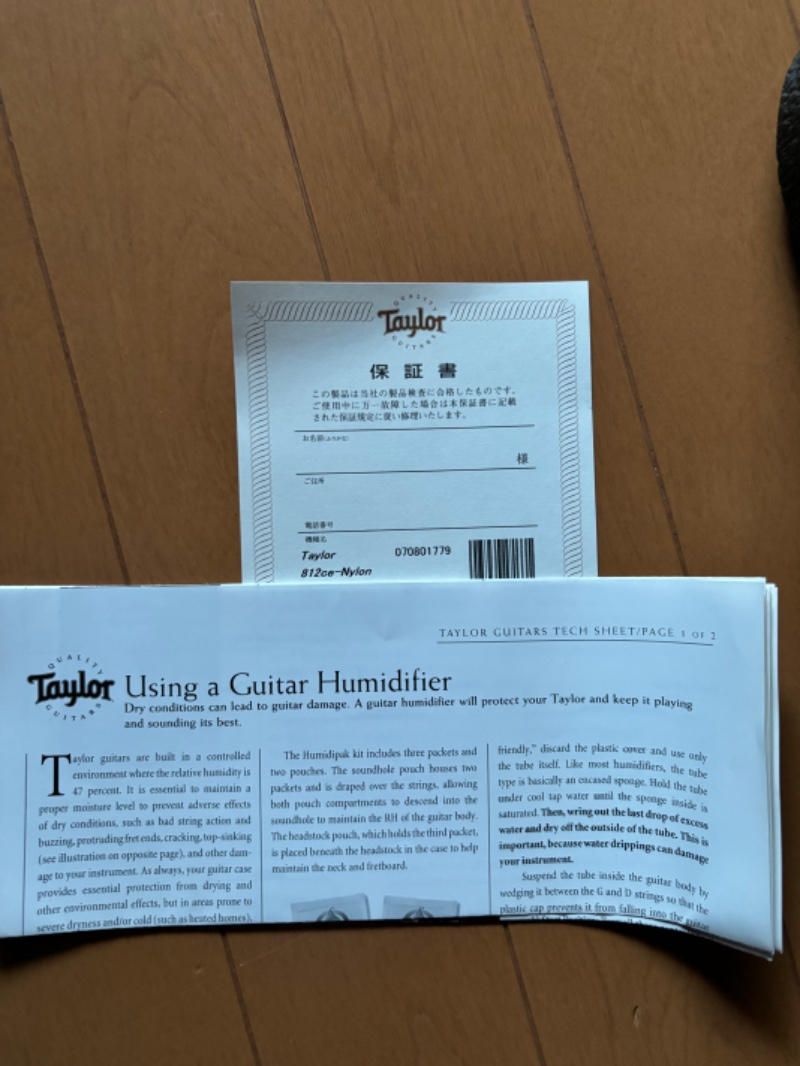 QUALITY
Taylor
GUITARS
保証書
この製品は当社の製品検査に合格したものです。
ご使用中に万一故障した場合は本保証書に記載
された保証規定に従い修理いたします。
お名前(ふりがな)
様
ご住所
電話番号
機種名
Taylor 070801779
812ce-Nylon
TAYLOR GUITARS TECH SHEET/PAGE 1 OF 2
QUALITY
Taylor
GUITARS
Using a Guitar Humidifier
Dry conditions can lead to guitar damage. A guitar humidifier will protect your Taylor and keep it playing
and sounding its best.
Taylor guitars are built in a controlled
environment where the relative humidity is
47 percent. It is essential to maintain a
proper moisture level to prevent adverse effects
of dry conditions, such as bad string action and
buzzing, protruding fret ends, cracking, top-sinking
(see illustration on opposite page), and other dam-
age to your instrument. As always, your guitar case
provides essential protection from drying and
other environmental effects, but in areas prone to
severe dryness and/or cold (such as heated homes),
The Humidipak kit includes three packets and
two pouches. The soundhole pouch houses two
packets and is draped over the strings, allowing
both pouch compartments to descend into the
soundhole to maintain the RH of the guitar body.
The headstock pouch, which holds the third packet,
is placed beneath the headstock in the case to help
maintain the neck and fretboard.
friendly," discard the plastic cover and use only
the tube itself. Like most humidifiers, the tube
type is basically an encased sponge. Hold the tube
under cool tap water until the sponge inside is
saturated. Then, wring out the last drop of excess
water and dry off the outside of the tube. This is
important, because water drippings can damage
your instrument.
Suspend the tube inside the guitar body by
wedging it between the G and D strings so that the
plastic cap prevents it from falling into the guitar